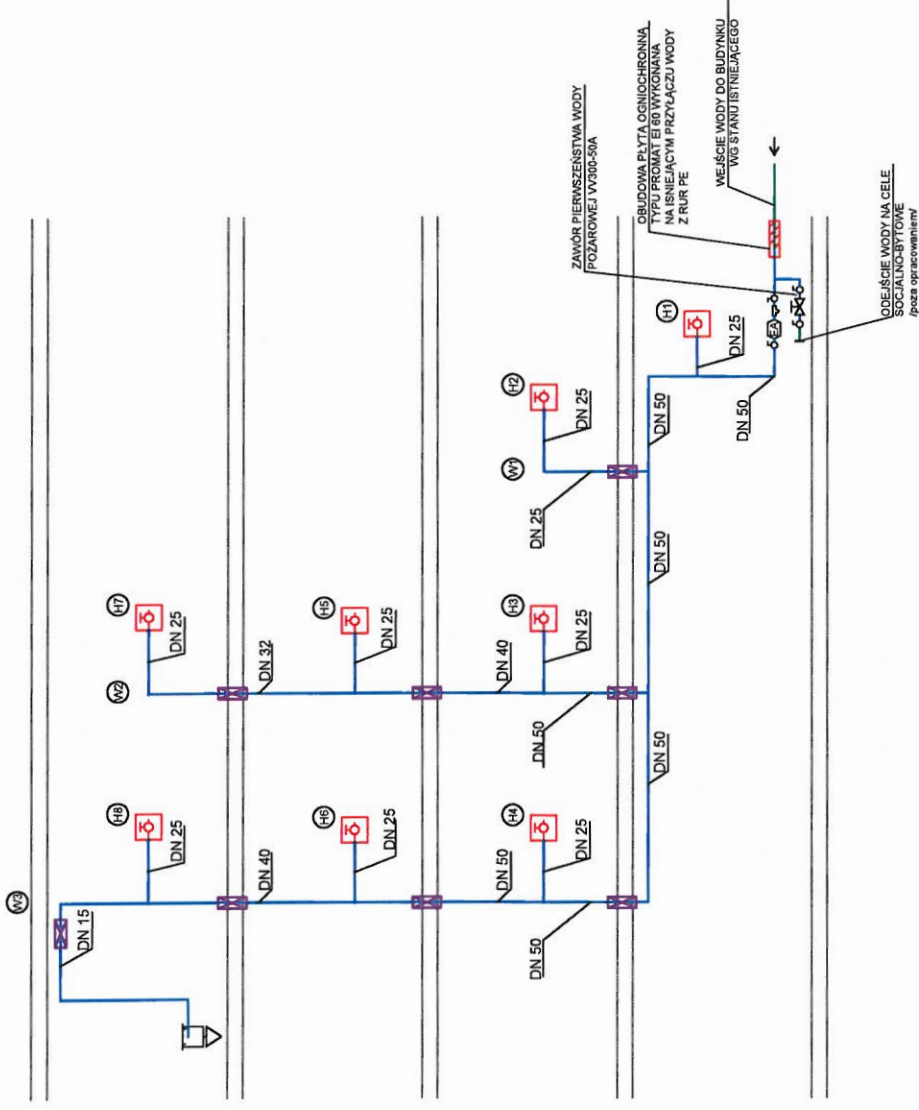 W3
H8
DN 25
DN 15
W2
H7
DN 25
DN 40
DN 32
H6
DN 25
H5
DN 25
DN 50
H4
DN 25
DN 50
DN 40
H3
DN 25
DN 50
W1
H2
DN 25
DN 25
H1
DN 25
DN 50
DN 50
DN 50
DN 50
EA
ZAWÓR PIERWSZEŃSTWA WODY
POŻAROWEJ VV300-50A
OBUDOWA PŁYTĄ OGNIOCHRONNĄ
TYPU PROMAT EI 60 WYKONANA
NA ISNIEJĄCYM PRZYŁĄCZU WODY
Z RUR PE
WEJŚCIE WODY DO BUDYNKU
WG STANU ISTNIEJĄCEGO
ODEJŚCIE WODY NA CELE
SOCJALNO-BYTOWE
/poza opracowaniem/